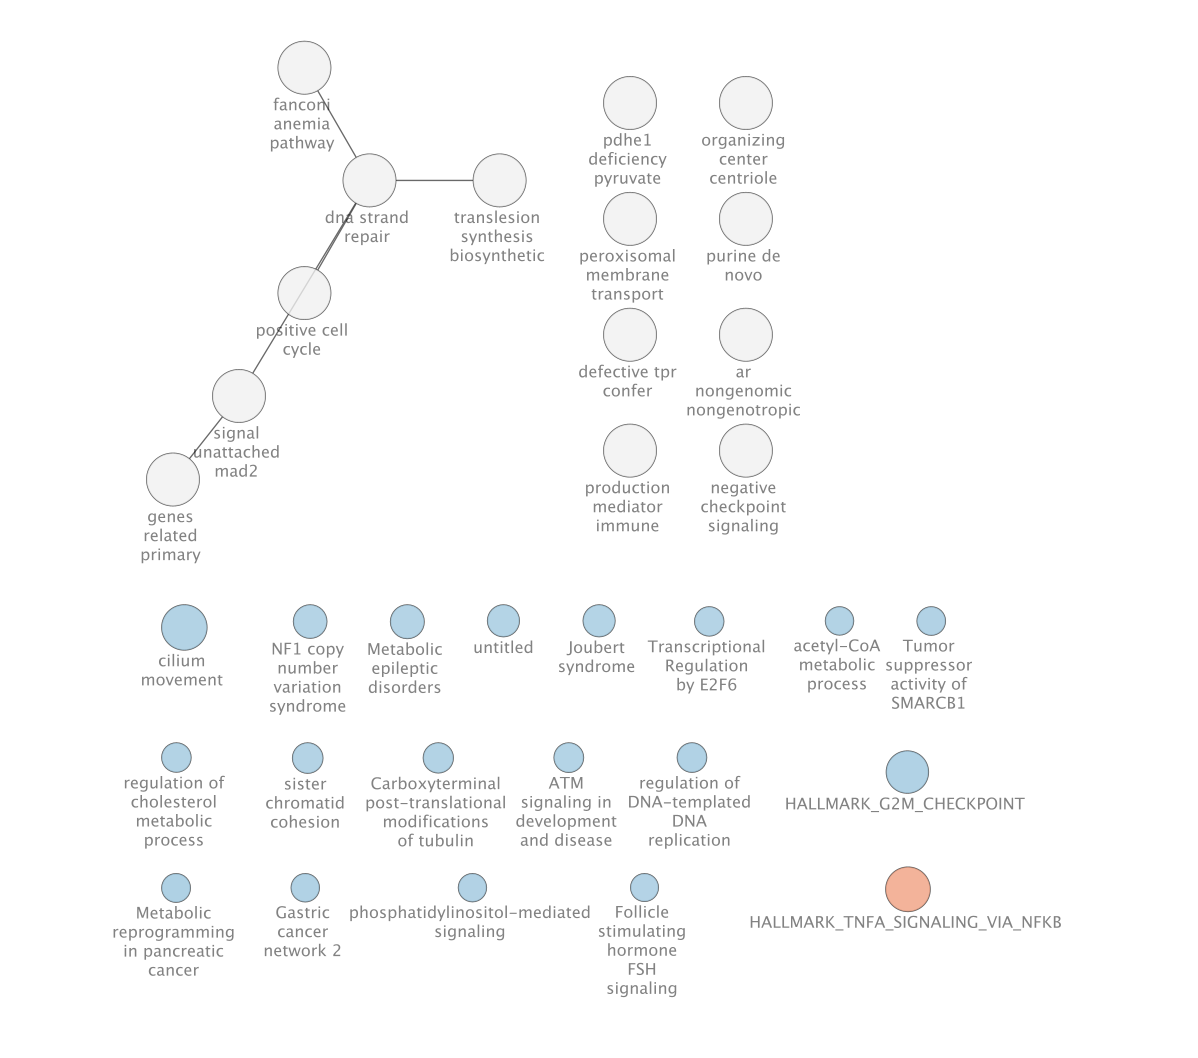 fanconi
anemia
pathway
dna strand
repair
translesion
synthesis
biosynthetic
positive cell
cycle
signal
unattached
mad2
genes
related
primary
pdhe1
deficiency
pyruvate
organizing
center
centriole
peroxisomal
membrane
transport
purine de
novo
defective tpr
confer
ar
nongenomic
nongenotropic
production
mediator
immune
negative
checkpoint
signaling
cilium
movement
NF1 copy
number
variation
syndrome
Metabolic
epileptic
disorders
untitled
Joubert
syndrome
Transcriptional
Regulation
by E2F6
acetyl-CoA
metabolic
process
Tumor
suppressor
activity of
SMARCB1
regulation of
cholesterol
metabolic
process
sister
chromatid
cohesion
Carboxyterminal
post-translational
modifications
of tubulin
ATM
signaling in
development
and disease
regulation of
DNA-templated
DNA
replication
HALLMARK_G2M_CHECKPOINT
Metabolic
reprogramming
in pancreatic
cancer
Gastric
cancer
network 2
phosphatidylinositol-mediated
signaling
Follicle
stimulating
hormone
FSH
signaling
HALLMARK_TNFA_SIGNALING_VIA_NFKB